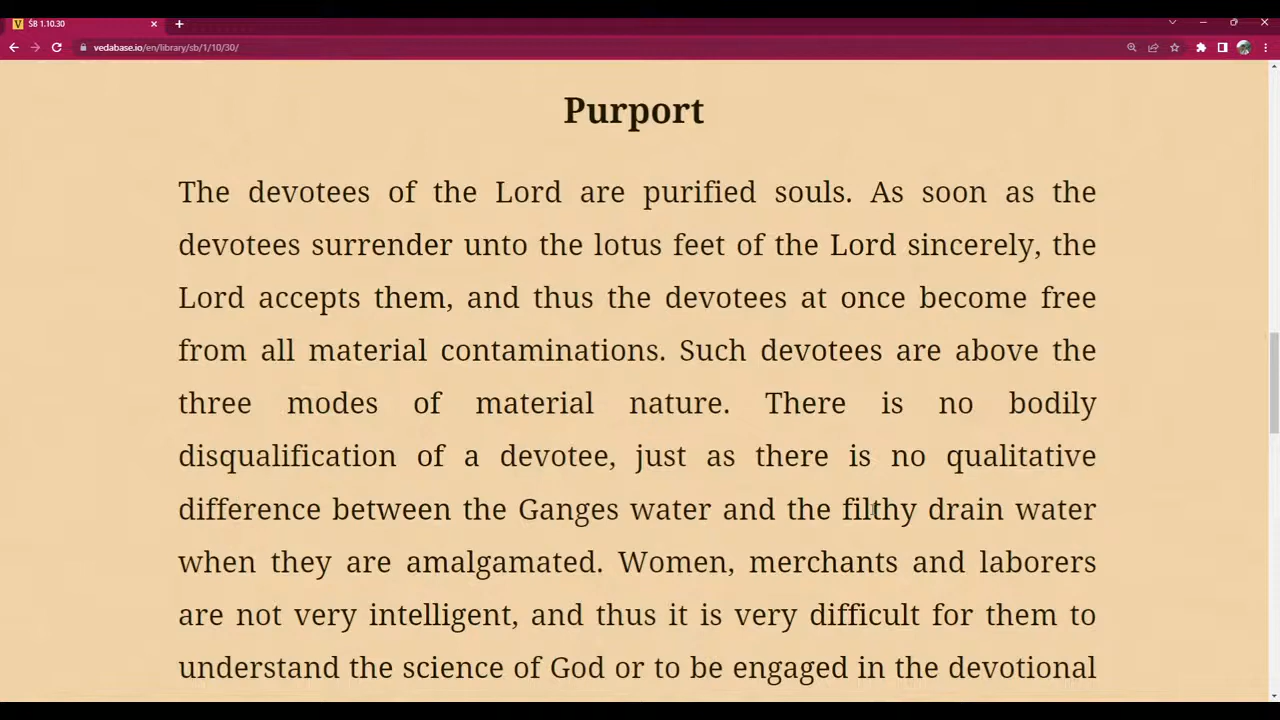 ŚB 1.10.30
vedabase.io/en/library/sb/1/10/30/
Purport
The devotees of the Lord are purified souls. As soon as the
devotees surrender unto the lotus feet of the Lord sincerely, the
Lord accepts them, and thus the devotees at once become free
from all material contaminations. Such devotees are above the
three modes of material nature. There is no bodily
disqualification of a devotee, just as there is no qualitative
difference between the Ganges water and the filthy drain water
when they are amalgamated. Women, merchants and laborers
are not very intelligent, and thus it is very difficult for them to
understand the science of God or to be engaged in the devotional